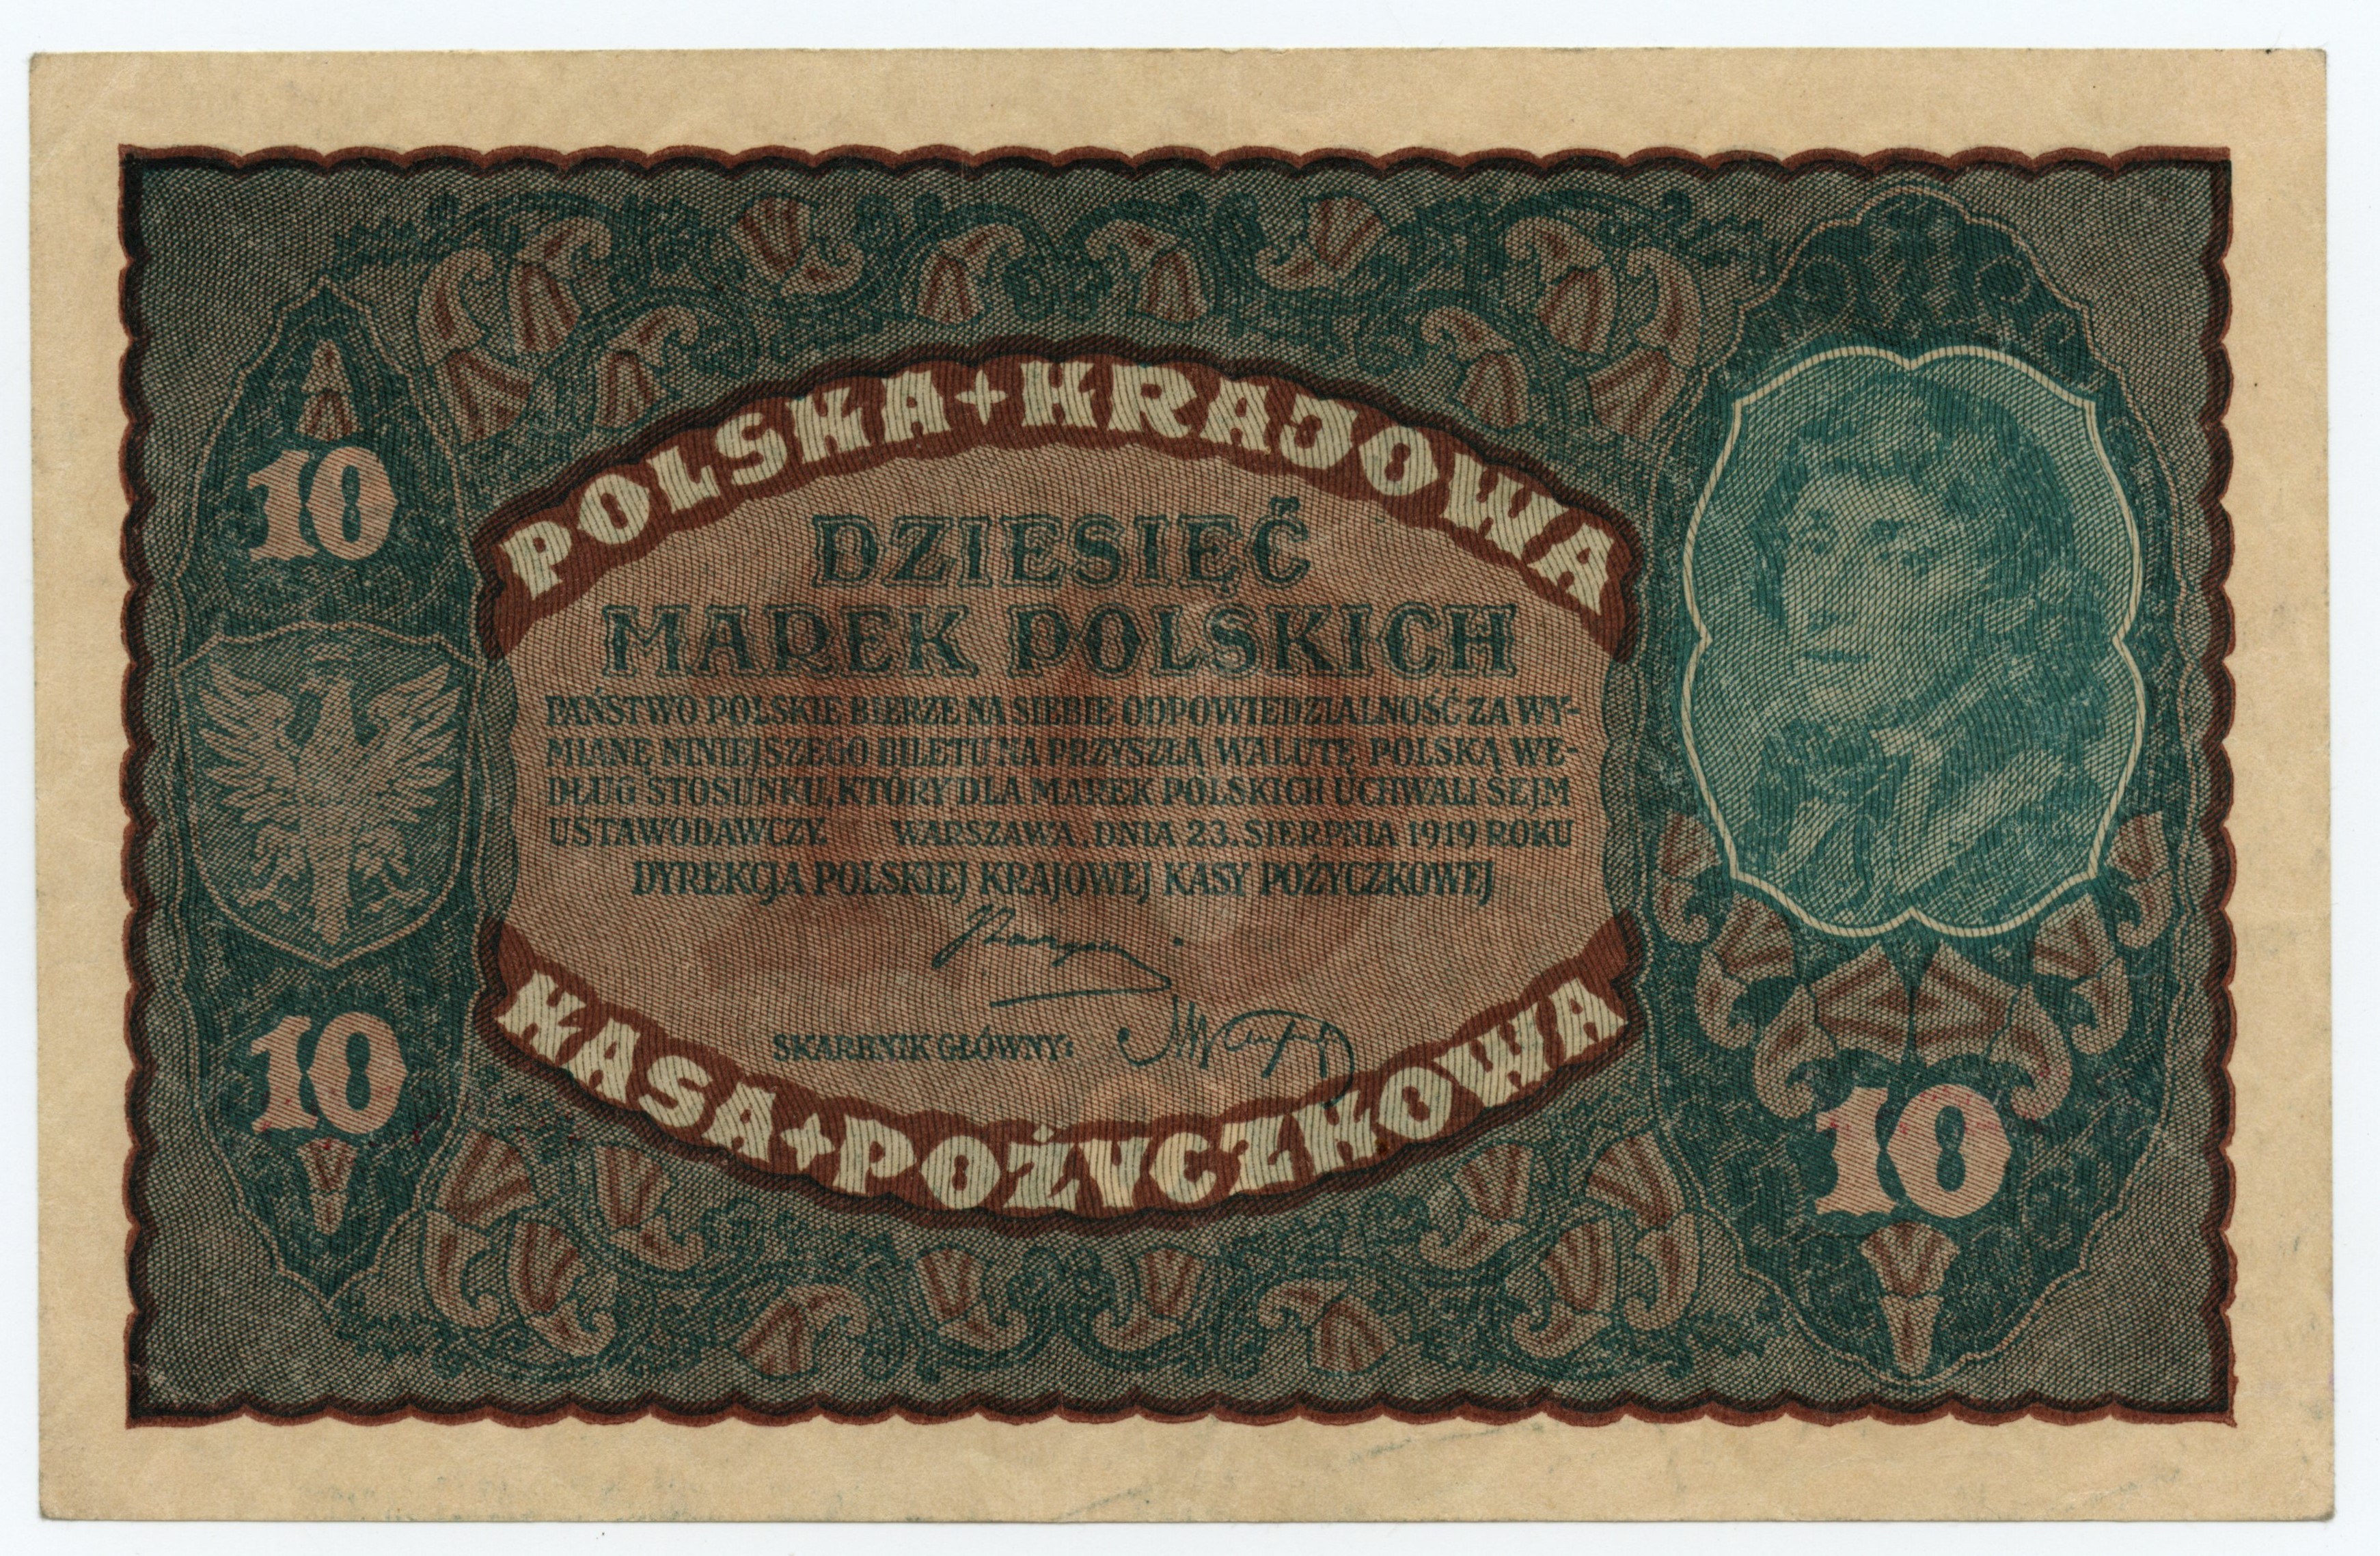 POLSKA+KRAJOWA
10
DZIESIĘĆ
MAREK POLSKICH
PAŃSTWO POLSKIE BIERZE NA SIEBIE ODPOWIEDZIALNOŚĆ ZA WY-
MIANĘ NINIEJSZEGO BILETU NA PRZYSZŁĄ WALUTĘ POLSKĄ WE-
DŁUG STOSUNKU, KTÓRY DLA MAREK POLSKICH UCHWALI SEJM
USTAWODAWCZY. WARSZAWA, DNIA 23. SIERPNIA 1919 ROKU
DYREKCJA POLSKIEJ KRAJOWEJ KASY POŻYCZKOWEJ
SKARBNIK GŁÓWNY:
10
10
KASA+POŻYCZKOWA